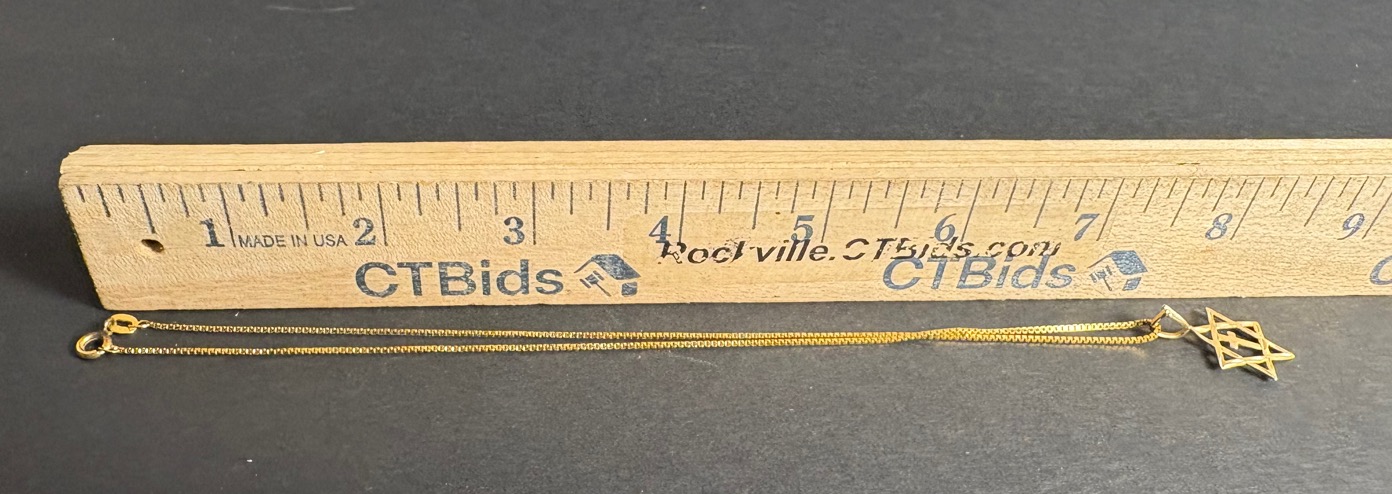 1 MADE IN USA 2 3 4 5 6 7 8 9
Rockville.CTBids.com
CTBids CTBids C